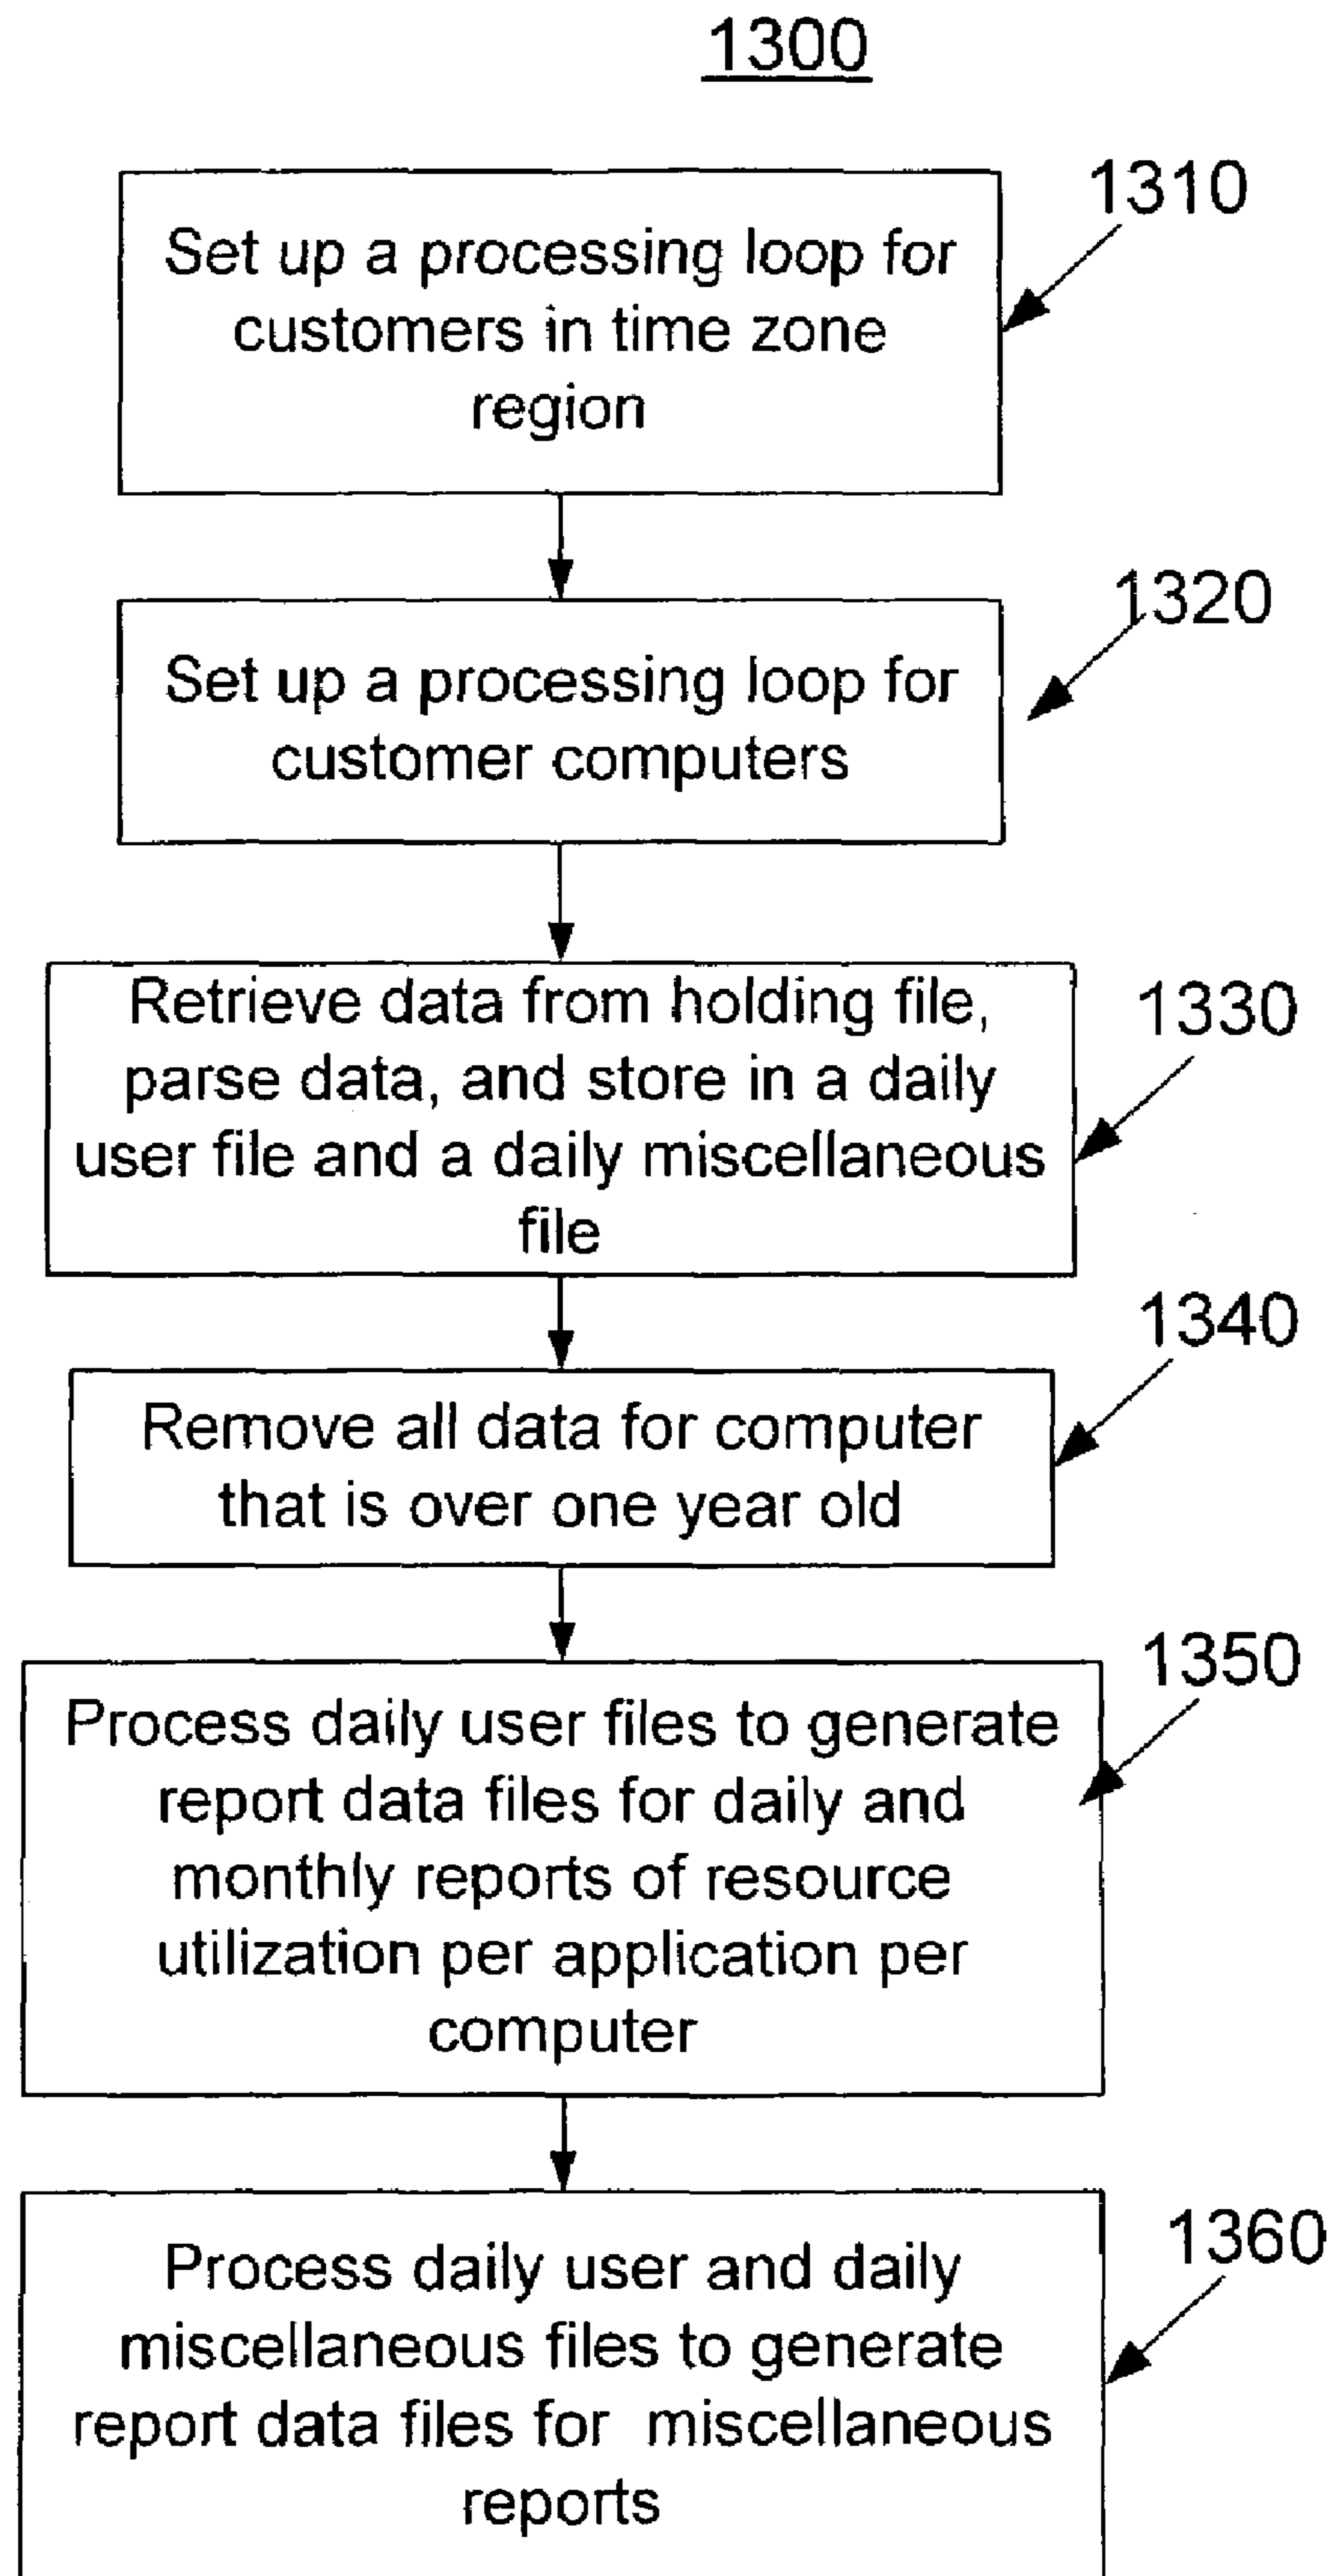 1300
1310
Set up a processing loop for
customers in time zone
region
1320
Set up a processing loop for
customer computers
1330
Retrieve data from holding file,
parse data, and store in a daily
user file and a daily miscellaneous
file
1340
Remove all data for computer
that is over one year old
1350
Process daily user files to generate
report data files for daily and
monthly reports of resource
utilization per application per
computer
1360
Process daily user and daily
miscellaneous files to generate
report data files for miscellaneous
reports